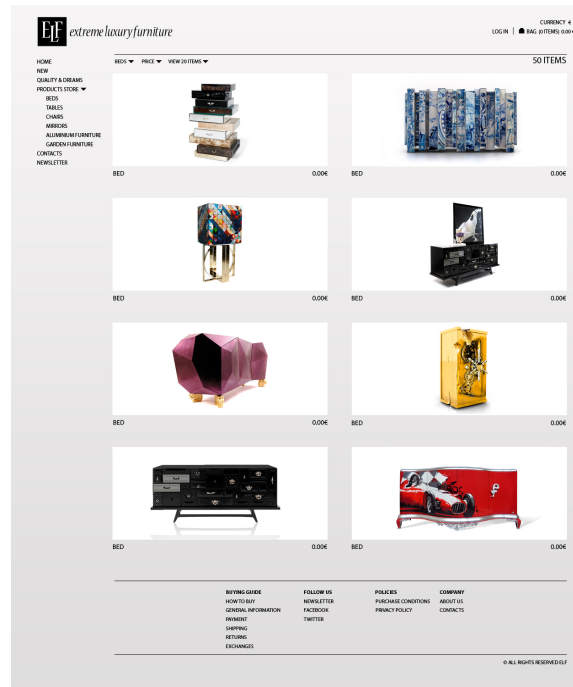 ELF extreme luxury furniture
CURRENCY €
LOG IN | BAG (0 ITEMS) 0.00€
HOME
NEW
QUALITY & DREAMS
PRODUCTS STORE
BEDS
TABLES
CHAIRS
MIRRORS
ALUMINIUM FURNITURE
GARDEN FURNITURE
CONTACTS
NEWSLETTER
BEDS PRICE VIEW 20 ITEMS 50 ITEMS
BED 0.00€ BED 0.00€
BED 0.00€ BED 0.00€
BED 0.00€ BED 0.00€
BED 0.00€ BED 0.00€
BUYING GUIDE
HOW TO BUY
GENERAL INFORMATION
PAYMENT
SHIPPING
RETURNS
EXCHANGES
FOLLOW US
NEWSLETTER
FACEBOOK
TWITTER
POLICIES
PURCHASE CONDITIONS
PRIVACY POLICY
COMPANY
ABOUT US
CONTACTS
© ALL RIGHTS RESERVED ELF